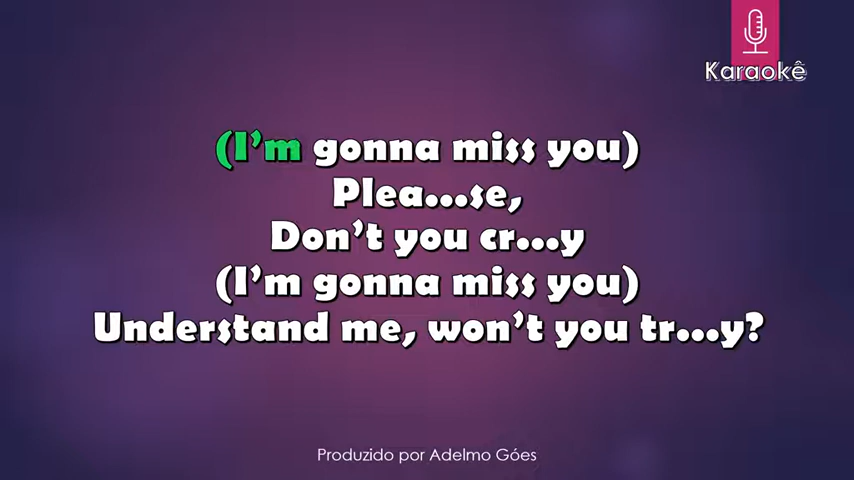 Karaokê
(I'm gonna miss you)
Plea...se,
Don't you cr...y
(I'm gonna miss you)
Understand me, won't you tr...y?
Produzido por Adelmo Góes